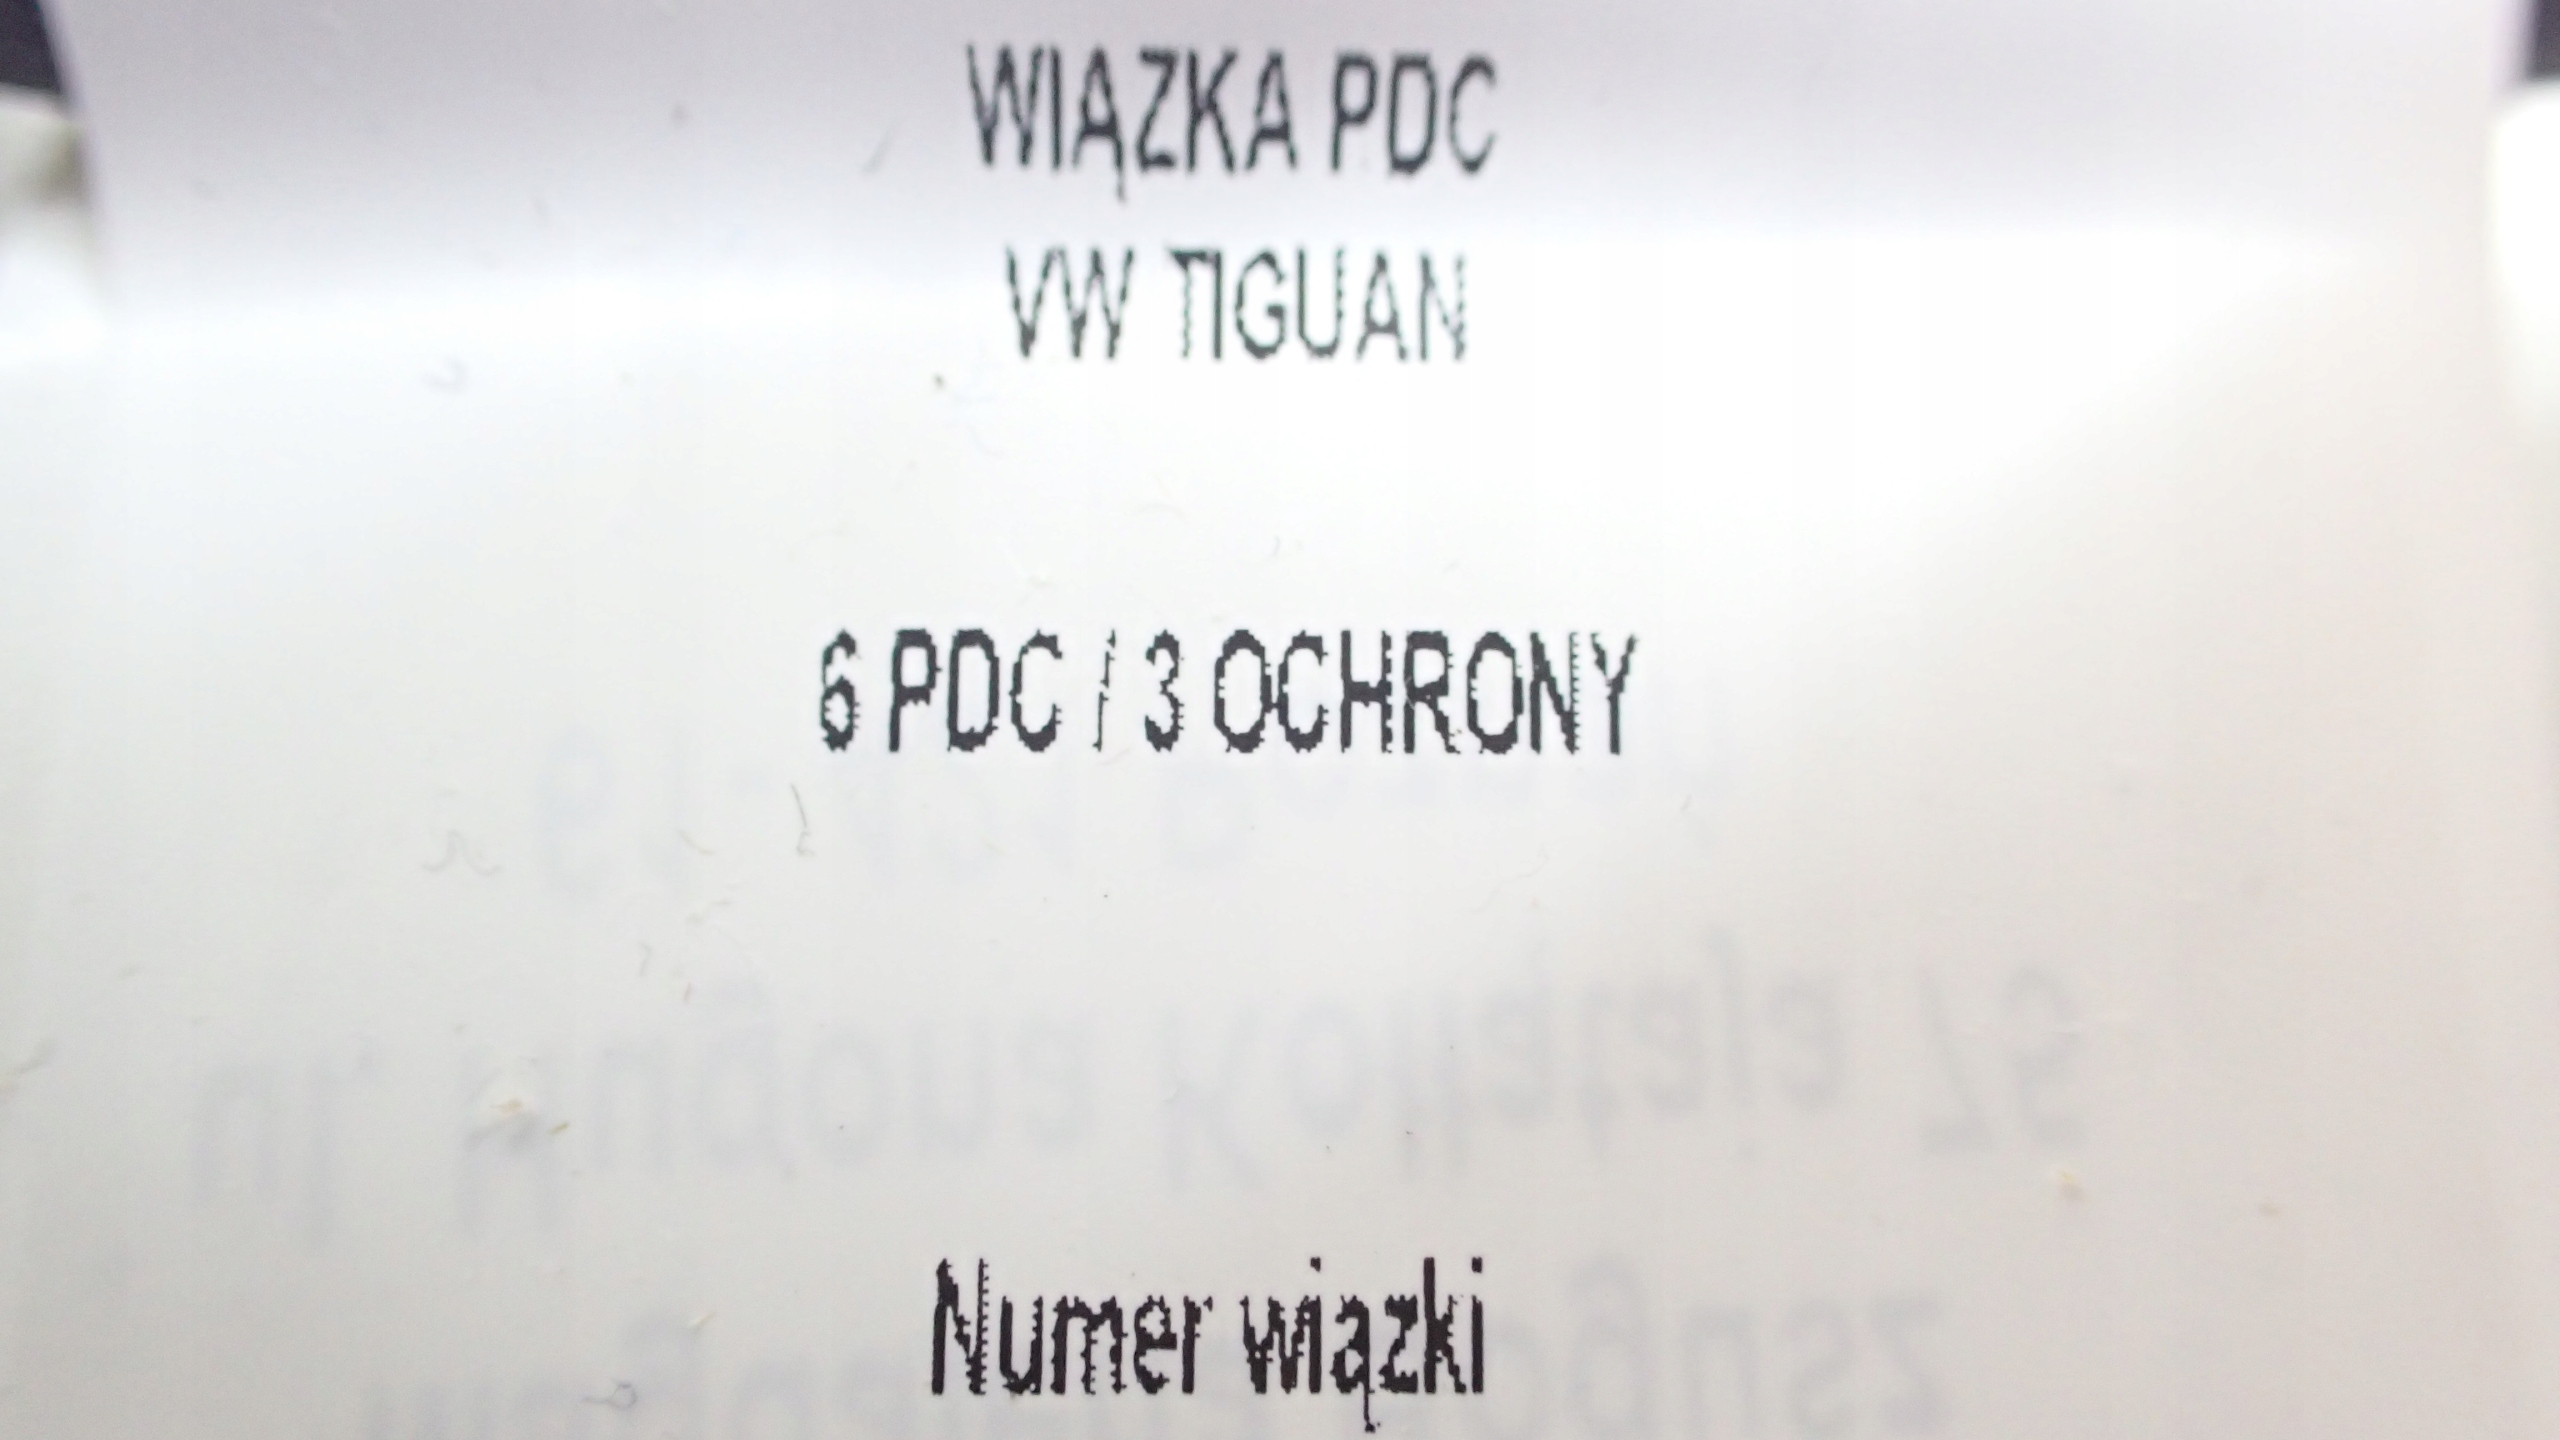 WIĄZKA PDC
VW TIGUAN
6 PDC / 3 OCHRONY
Numer wiązki